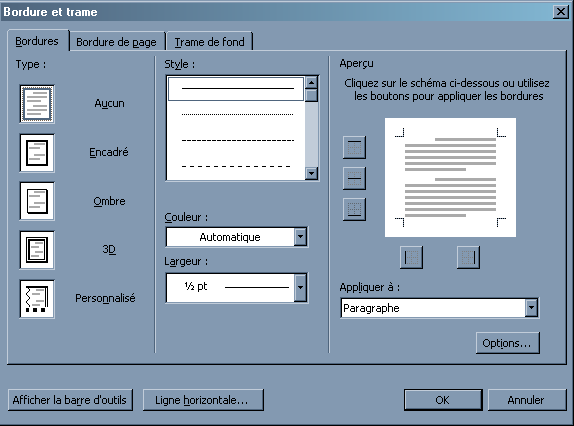 Bordure et trame
Bordures
Bordure de page
Trame de fond
Type :
Aucun
Encadré
Ombre
3D
Personnalisé
Style :
Couleur :
Automatique
Largeur :
½ pt
Aperçu
Cliquez sur le schéma ci-dessous ou utilisez
les boutons pour appliquer les bordures
Appliquer à :
Paragraphe
Options...
Afficher la barre d'outils
Ligne horizontale...
OK
Annuler